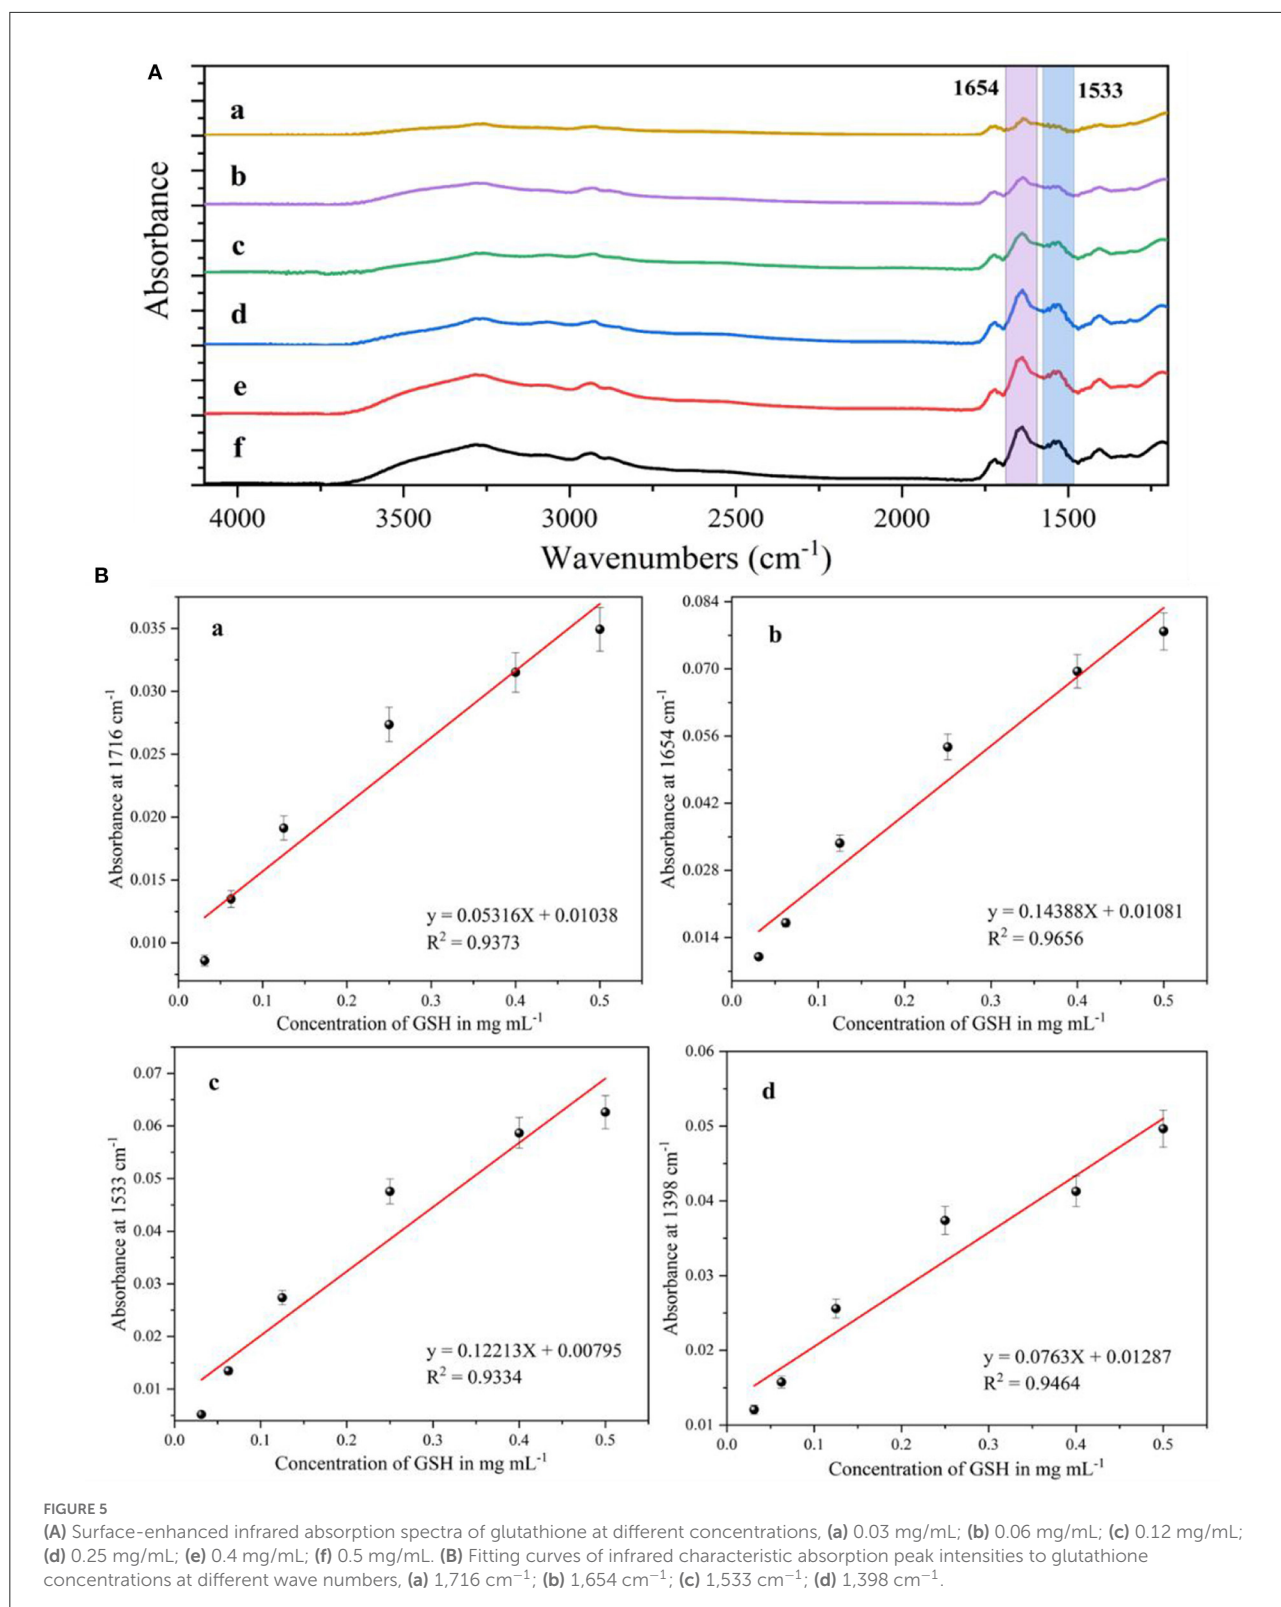 A
1654
1533
a
b
c
d
e
f
Absorbance
4000
3500
3000
2500
2000
1500
Wavenumbers (cm⁻¹)
B
a
0.035
0.030
0.025
0.020
0.015
0.010
Absorbance at 1716 cm⁻¹
y = 0.05316X + 0.01038
R² = 0.9373
0.0
0.1
0.2
0.3
0.4
0.5
Concentration of GSH in mg mL⁻¹
b
0.084
0.070
0.056
0.042
0.028
0.014
Absorbance at 1654 cm⁻¹
y = 0.14388X + 0.01081
R² = 0.9656
0.0
0.1
0.2
0.3
0.4
0.5
Concentration of GSH in mg mL⁻¹
c
0.07
0.06
0.05
0.04
0.03
0.02
0.01
Absorbance at 1533 cm⁻¹
y = 0.12213X + 0.00795
R² = 0.9334
0.0
0.1
0.2
0.3
0.4
0.5
Concentration of GSH in mg mL⁻¹
d
0.06
0.05
0.04
0.03
0.02
0.01
Absorbance at 1398 cm⁻¹
y = 0.0763X + 0.01287
R² = 0.9464
0.0
0.1
0.2
0.3
0.4
0.5
Concentration of GSH in mg mL⁻¹
FIGURE 5
(A) Surface-enhanced infrared absorption spectra of glutathione at different concentrations, (a) 0.03 mg/mL; (b) 0.06 mg/mL; (c) 0.12 mg/mL;
(d) 0.25 mg/mL; (e) 0.4 mg/mL; (f) 0.5 mg/mL. (B) Fitting curves of infrared characteristic absorption peak intensities to glutathione
concentrations at different wave numbers, (a) 1,716 cm⁻¹; (b) 1,654 cm⁻¹; (c) 1,533 cm⁻¹; (d) 1,398 cm⁻¹.